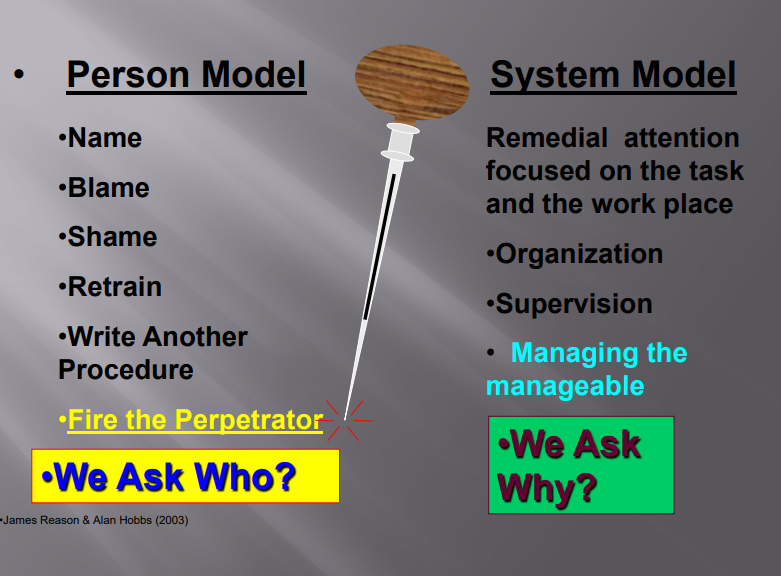 • Person Model
•Name
•Blame
•Shame
•Retrain
•Write Another
Procedure
•Fire the Perpetrator
•We Ask Who?
•James Reason & Alan Hobbs (2003)
System Model
Remedial attention
focused on the task
and the work place
•Organization
•Supervision
• Managing the
manageable
•We Ask
Why?